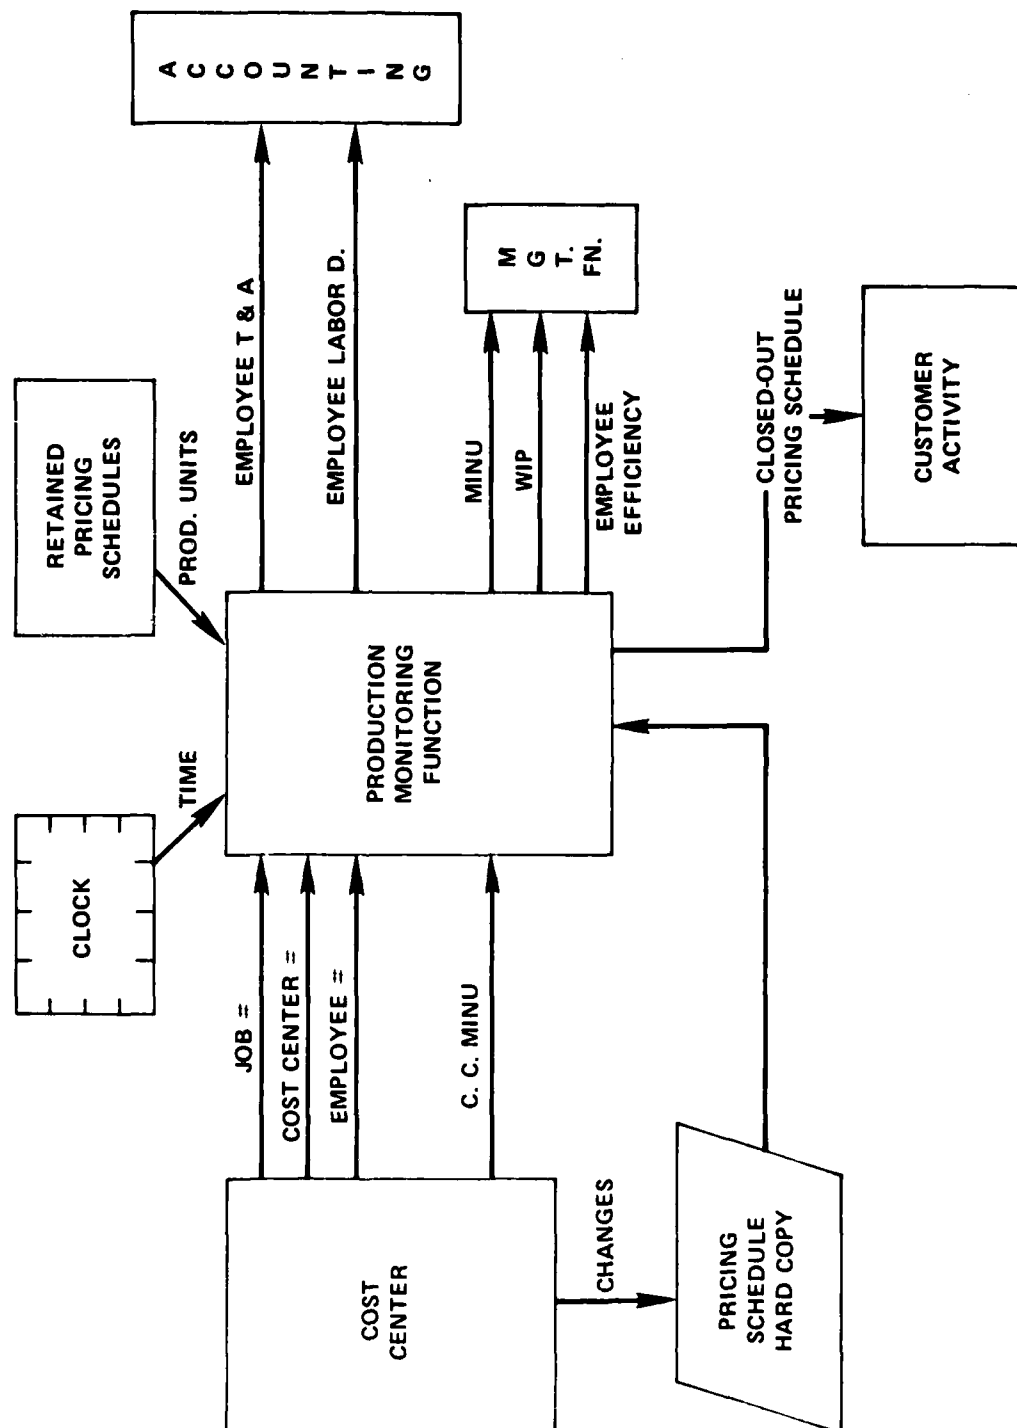 CLOCK
TIME
RETAINED
PRICING
SCHEDULES
PROD. UNITS
COST
CENTER
JOB =
COST CENTER =
EMPLOYEE =
C. C. MINU
CHANGES
PRICING
SCHEDULE
HARD COPY
PRODUCTION
MONITORING
FUNCTION
EMPLOYEE T & A
EMPLOYEE LABOR D.
ACCOUNTING
MINU
WIP
EMPLOYEE
EFFICIENCY
M
G
T.
FN.
CLOSED-OUT
PRICING SCHEDULE
CUSTOMER
ACTIVITY